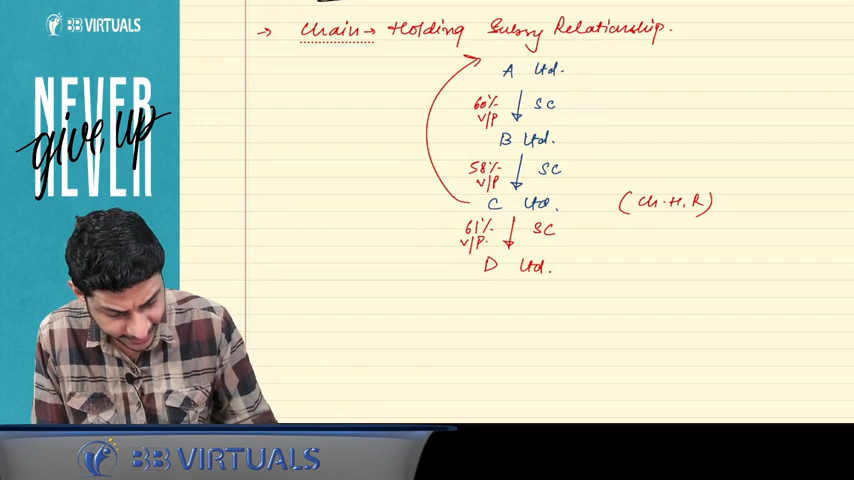 BB VIRTUALS
NEVER
give up
NEVER
→ Chain → Holding Subsry Relationship.
A Ltd.
60% v/p ↓ SC
B Ltd.
58% v/p ↓ SC
C Ltd. (Ch. H. R)
61% v/p. ↓ SC
D Ltd.
BB VIRTUALS